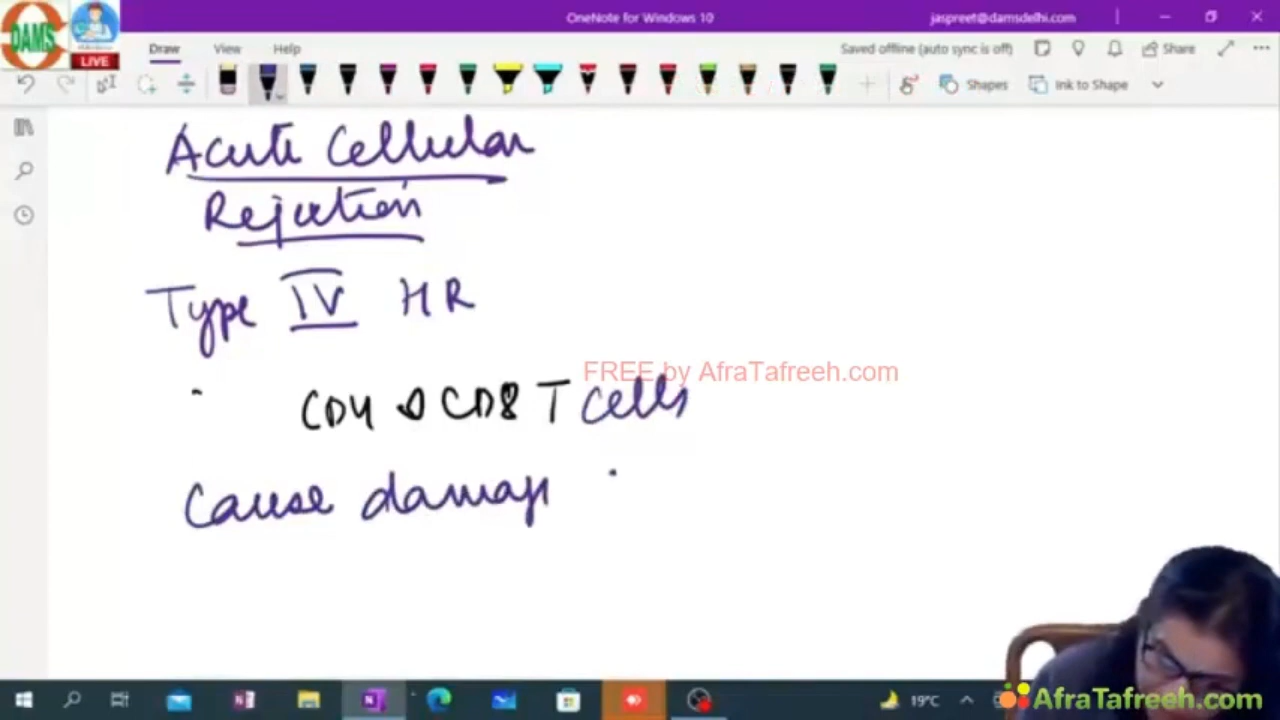 DAMS
LIVE
OneNote for Windows 10
jaspreet@damsdelhi.com
Draw View Help
Saved offline (auto sync is off)
Share
Shapes
Ink to Shape
Acute Cellular
Rejection
Type IV HR
FREE by AfraTafreeh.com
CD4 & CD8 T cells
Cause damage
19°C
AfraTafreeh.com